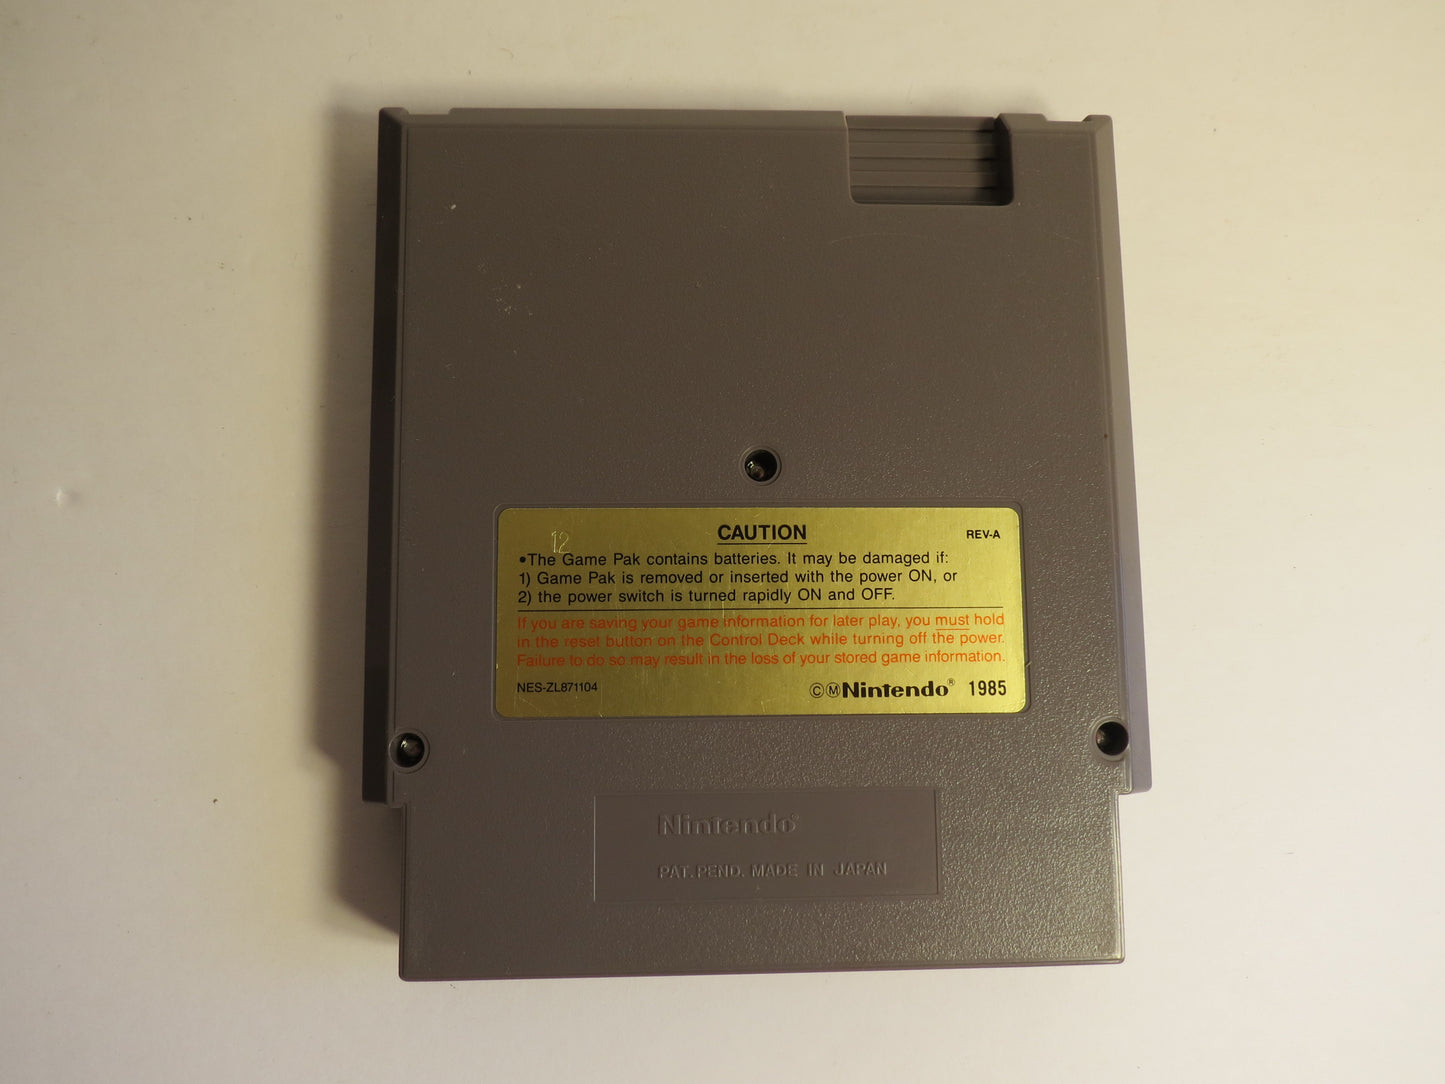 CAUTION
REV-A
12
•The Game Pak contains batteries. It may be damaged if:
1) Game Pak is removed or inserted with the power ON, or
2) the power switch is turned rapidly ON and OFF.
If you are saving your game information for later play, you must hold
in the reset button on the Control Deck while turning off the power.
Failure to do so may result in the loss of your stored game information.
NES-ZL871104
ⒸⓂNintendo® 1985
Nintendo®
PAT. PEND. MADE IN JAPAN